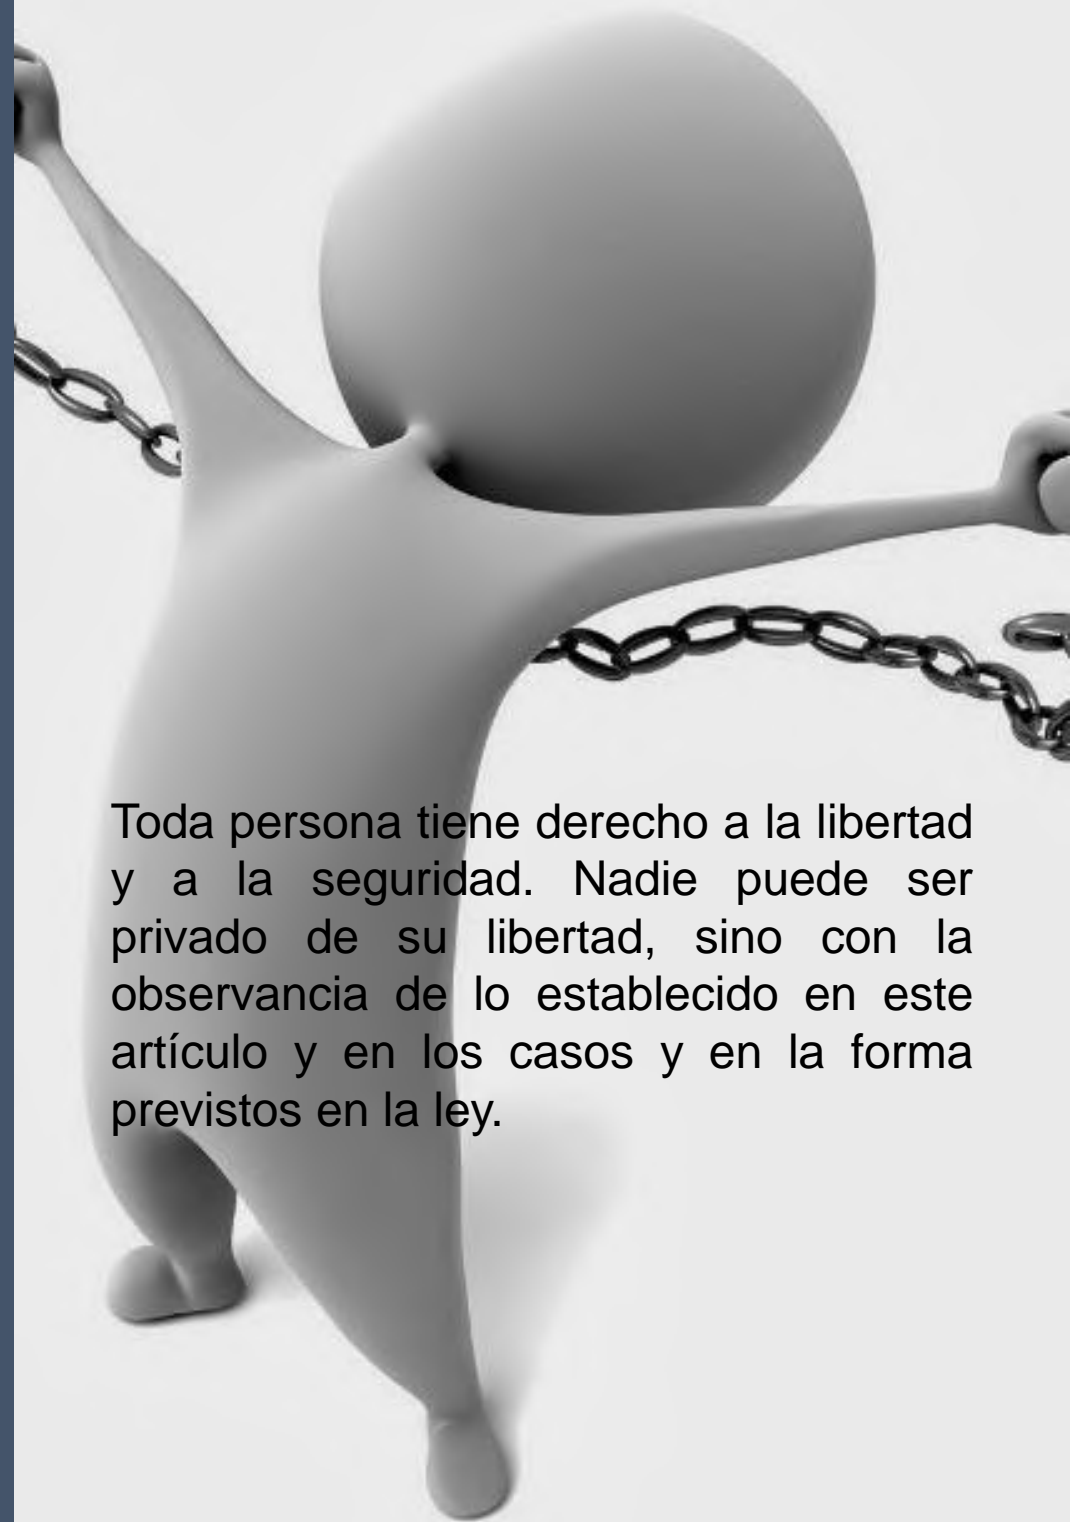 Toda persona tiene derecho a la libertad
y a la seguridad. Nadie puede ser
privado de su libertad, sino con la
observancia de lo establecido en este
artículo y en los casos y en la forma
previstos en la ley.